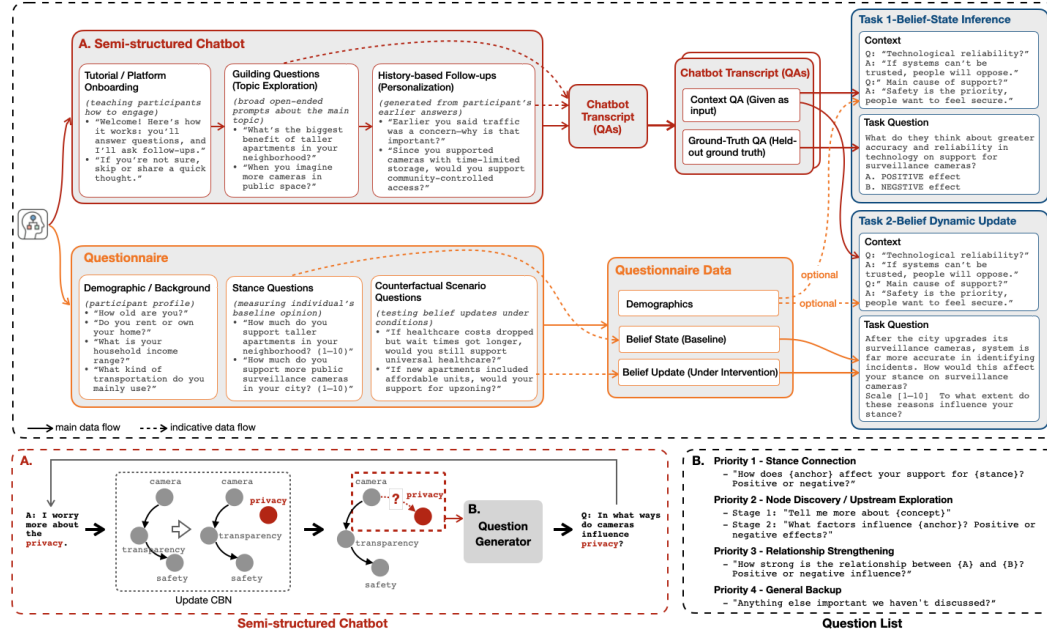 A. Semi-structured Chatbot
Tutorial / Platform
Onboarding
(teaching participants
how to engage)
• "Welcome! Here's how
it works: you'll
answer questions, and
I'll ask follow-ups."
• "If you're not sure,
skip or share a quick
thought."
Guilding Questions
(Topic Exploration)
(broad open-ended
prompts about the main
topic)
• "What's the biggest
benefit of taller
apartments in your
neighborhood?"
• "When you imagine
more cameras in
public space?"
History-based Follow-ups
(Personalization)
(generated from participant's
earlier answers)
• "Earlier you said traffic
was a concern—why is that
important?"
• "Since you supported
cameras with time-limited
storage, would you support
community-controlled
access?"
Chatbot
Transcript
(QAs)
Chatbot Transcript (QAs)
Context QA (Given as
input)
Ground-Truth QA (Held-
out ground truth)
Task 1-Belief-State Inference
Context
Q: "Technological reliability?"
A: "If systems can't be
trusted, people will oppose."
Q:" Main cause of support?"
A: "Safety is the priority,
people want to feel secure."
Task Question
What do they think about greater
accuracy and reliability in
technology on support for
surveillance cameras?
A. POSITIVE effect
B. NEGSTIVE effect
Questionnaire
Demographic / Background
(participant profile)
• "How old are you?"
• "Do you rent or own
your home?"
• "What is your
household income
range?"
• "What kind of
transportation do you
mainly use?"
Stance Questions
(measuring individual's
baseline opinion)
• "How much do you
support taller
apartments in your
neighborhood? (1–10)"
• "How much do you
support more public
surveillance cameras
in your city? (1–10)"
Counterfactual Scenario
Questions
(testing belief updates under
conditions)
• "If healthcare costs dropped
but wait times got longer,
would you still support
universal healthcare?"
• "If new apartments included
affordable units, would your
support for upzoning?"
Questionnaire Data
Demographics
Belief State (Baseline)
Belief Update (Under Intervention)
optional
optional
Task 2-Belief Dynamic Update
Context
Q: "Technological reliability?"
A: "If systems can't be
trusted, people will oppose."
Q:" Main cause of support?"
A: "Safety is the priority,
people want to feel secure."
Task Question
After the city upgrades its
surveillance cameras, system is
far more accurate in identifying
incidents. How would this affect
your stance on surveillance
cameras?
Scale [1–10] To what extent do
these reasons influence your
stance?
main data flow
indicative data flow
A.
A: I worry
more about
the
privacy.
camera
transparency
safety
camera
privacy
transparency
safety
Update CBN
camera
?
privacy
transparency
safety
B.
Question
Generator
Q: In what ways
do cameras
influence
privacy?
Semi-structured Chatbot
B.
Priority 1 - Stance Connection
– "How does {anchor} affect your support for {stance}?
Positive or negative?"
Priority 2 - Node Discovery / Upstream Exploration
– Stage 1: "Tell me more about {concept}"
– Stage 2: "What factors influence {anchor}? Positive or
negative effects?"
Priority 3 - Relationship Strengthening
– "How strong is the relationship between {A} and {B}?
Positive or negative influence?"
Priority 4 - General Backup
– "Anything else important we haven't discussed?"
Question List